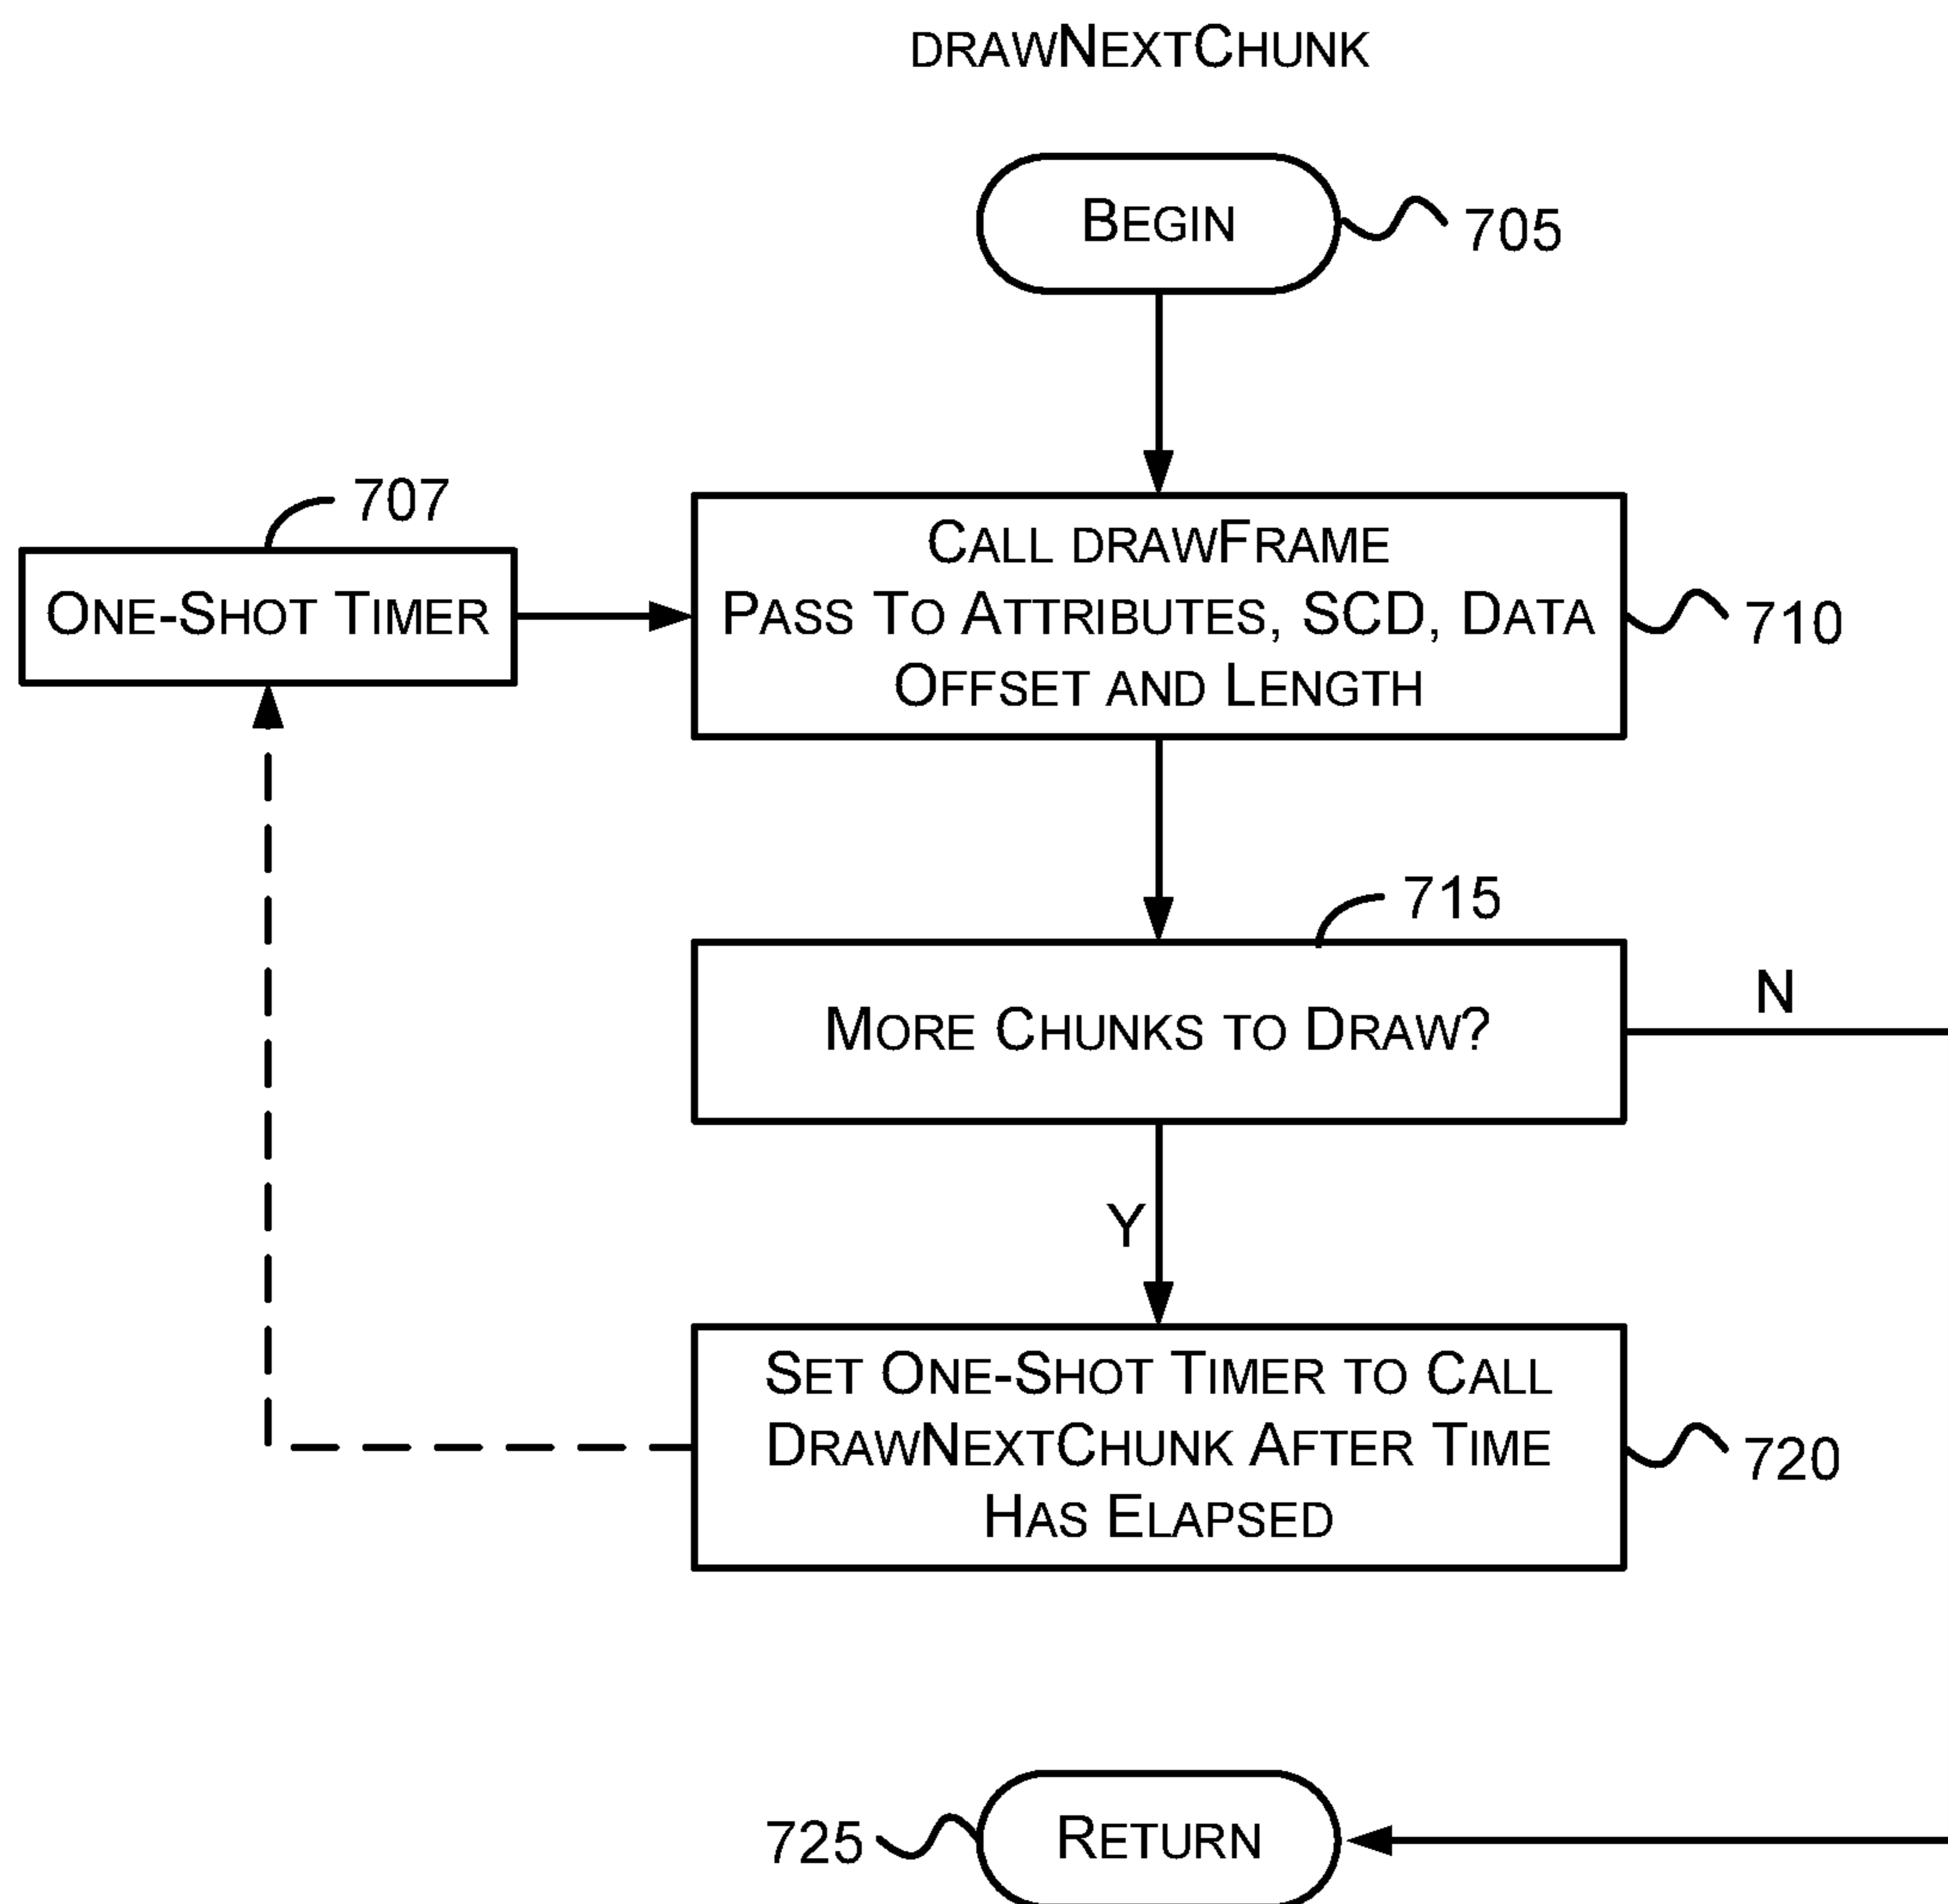 DRAWNEXTCHUNK
BEGIN
705
707
ONE-SHOT TIMER
CALL DRAWFRAME
PASS TO ATTRIBUTES, SCD, DATA
OFFSET AND LENGTH
710
715
MORE CHUNKS TO DRAW?
N
Y
SET ONE-SHOT TIMER TO CALL
DRAWNEXTCHUNK AFTER TIME
HAS ELAPSED
720
725
RETURN